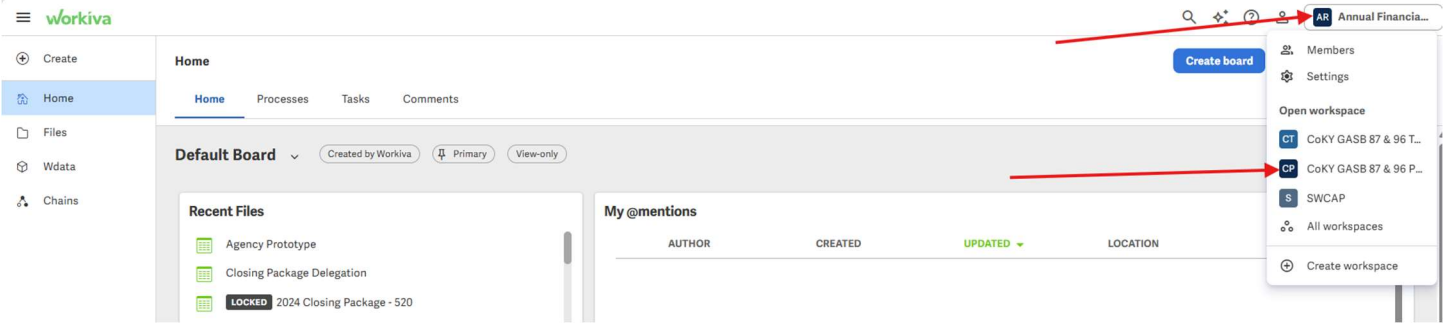 workiva
AR Annual Financia...
Create
Home
Files
Wdata
Chains
Home
Create board
Home Processes Tasks Comments
Default Board Created by Workiva Primary View-only
Recent Files
Agency Prototype
Closing Package Delegation
LOCKED 2024 Closing Package - 520
My @mentions
AUTHOR CREATED UPDATED LOCATION
Members
Settings
Open workspace
CT CoKY GASB 87 & 96 T...
CP CoKY GASB 87 & 96 P...
S SWCAP
All workspaces
Create workspace